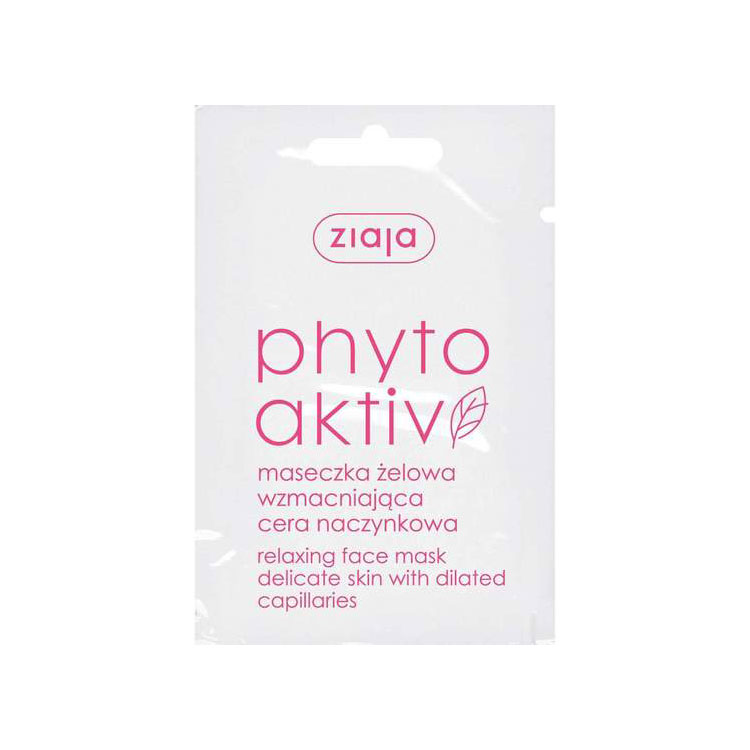 ziaja
phyto
aktiv
maseczka żelowa
wzmacniająca
cera naczynkowa
relaxing face mask
delicate skin with dilated
capillaries